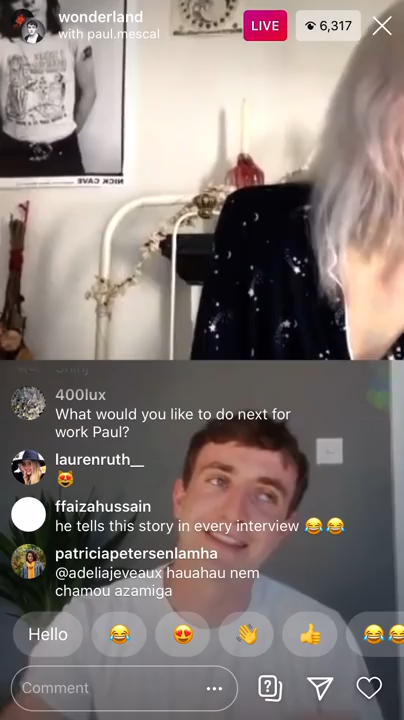 wonderland
with paul.mescal
LIVE
6,317
NICK CAVE
400lux
What would you like to do next for
work Paul?
laurenruth__
😻
ffaizahussain
he tells this story in every interview 😂😂
patriciapetersenlamha
@adeliajeveaux hauahau nem
chamou azamiga
Hello 😂 😍 👋 👍 😂😂
Comment